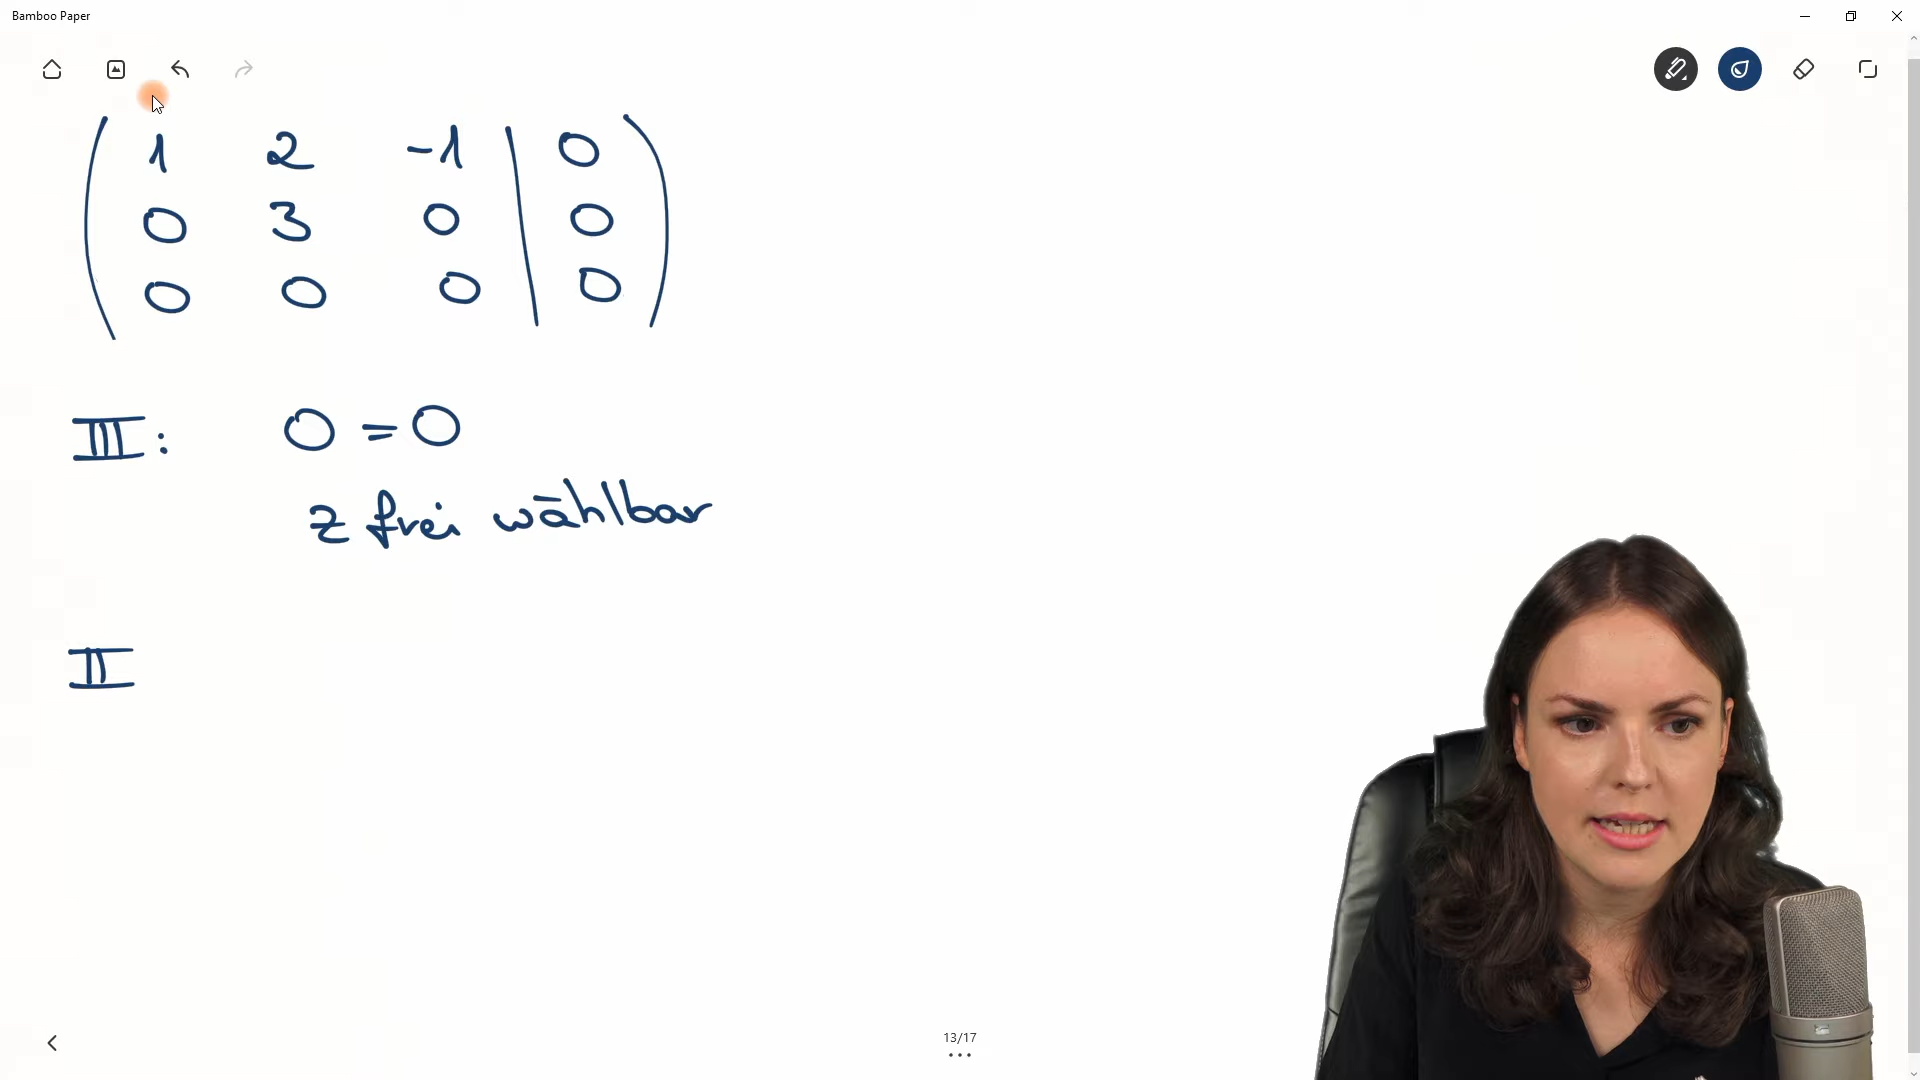 Bamboo Paper
1 2 -1 | 0
0 3 0 | 0
0 0 0 | 0
III: 0 = 0
z frei wählbar
II
13/17